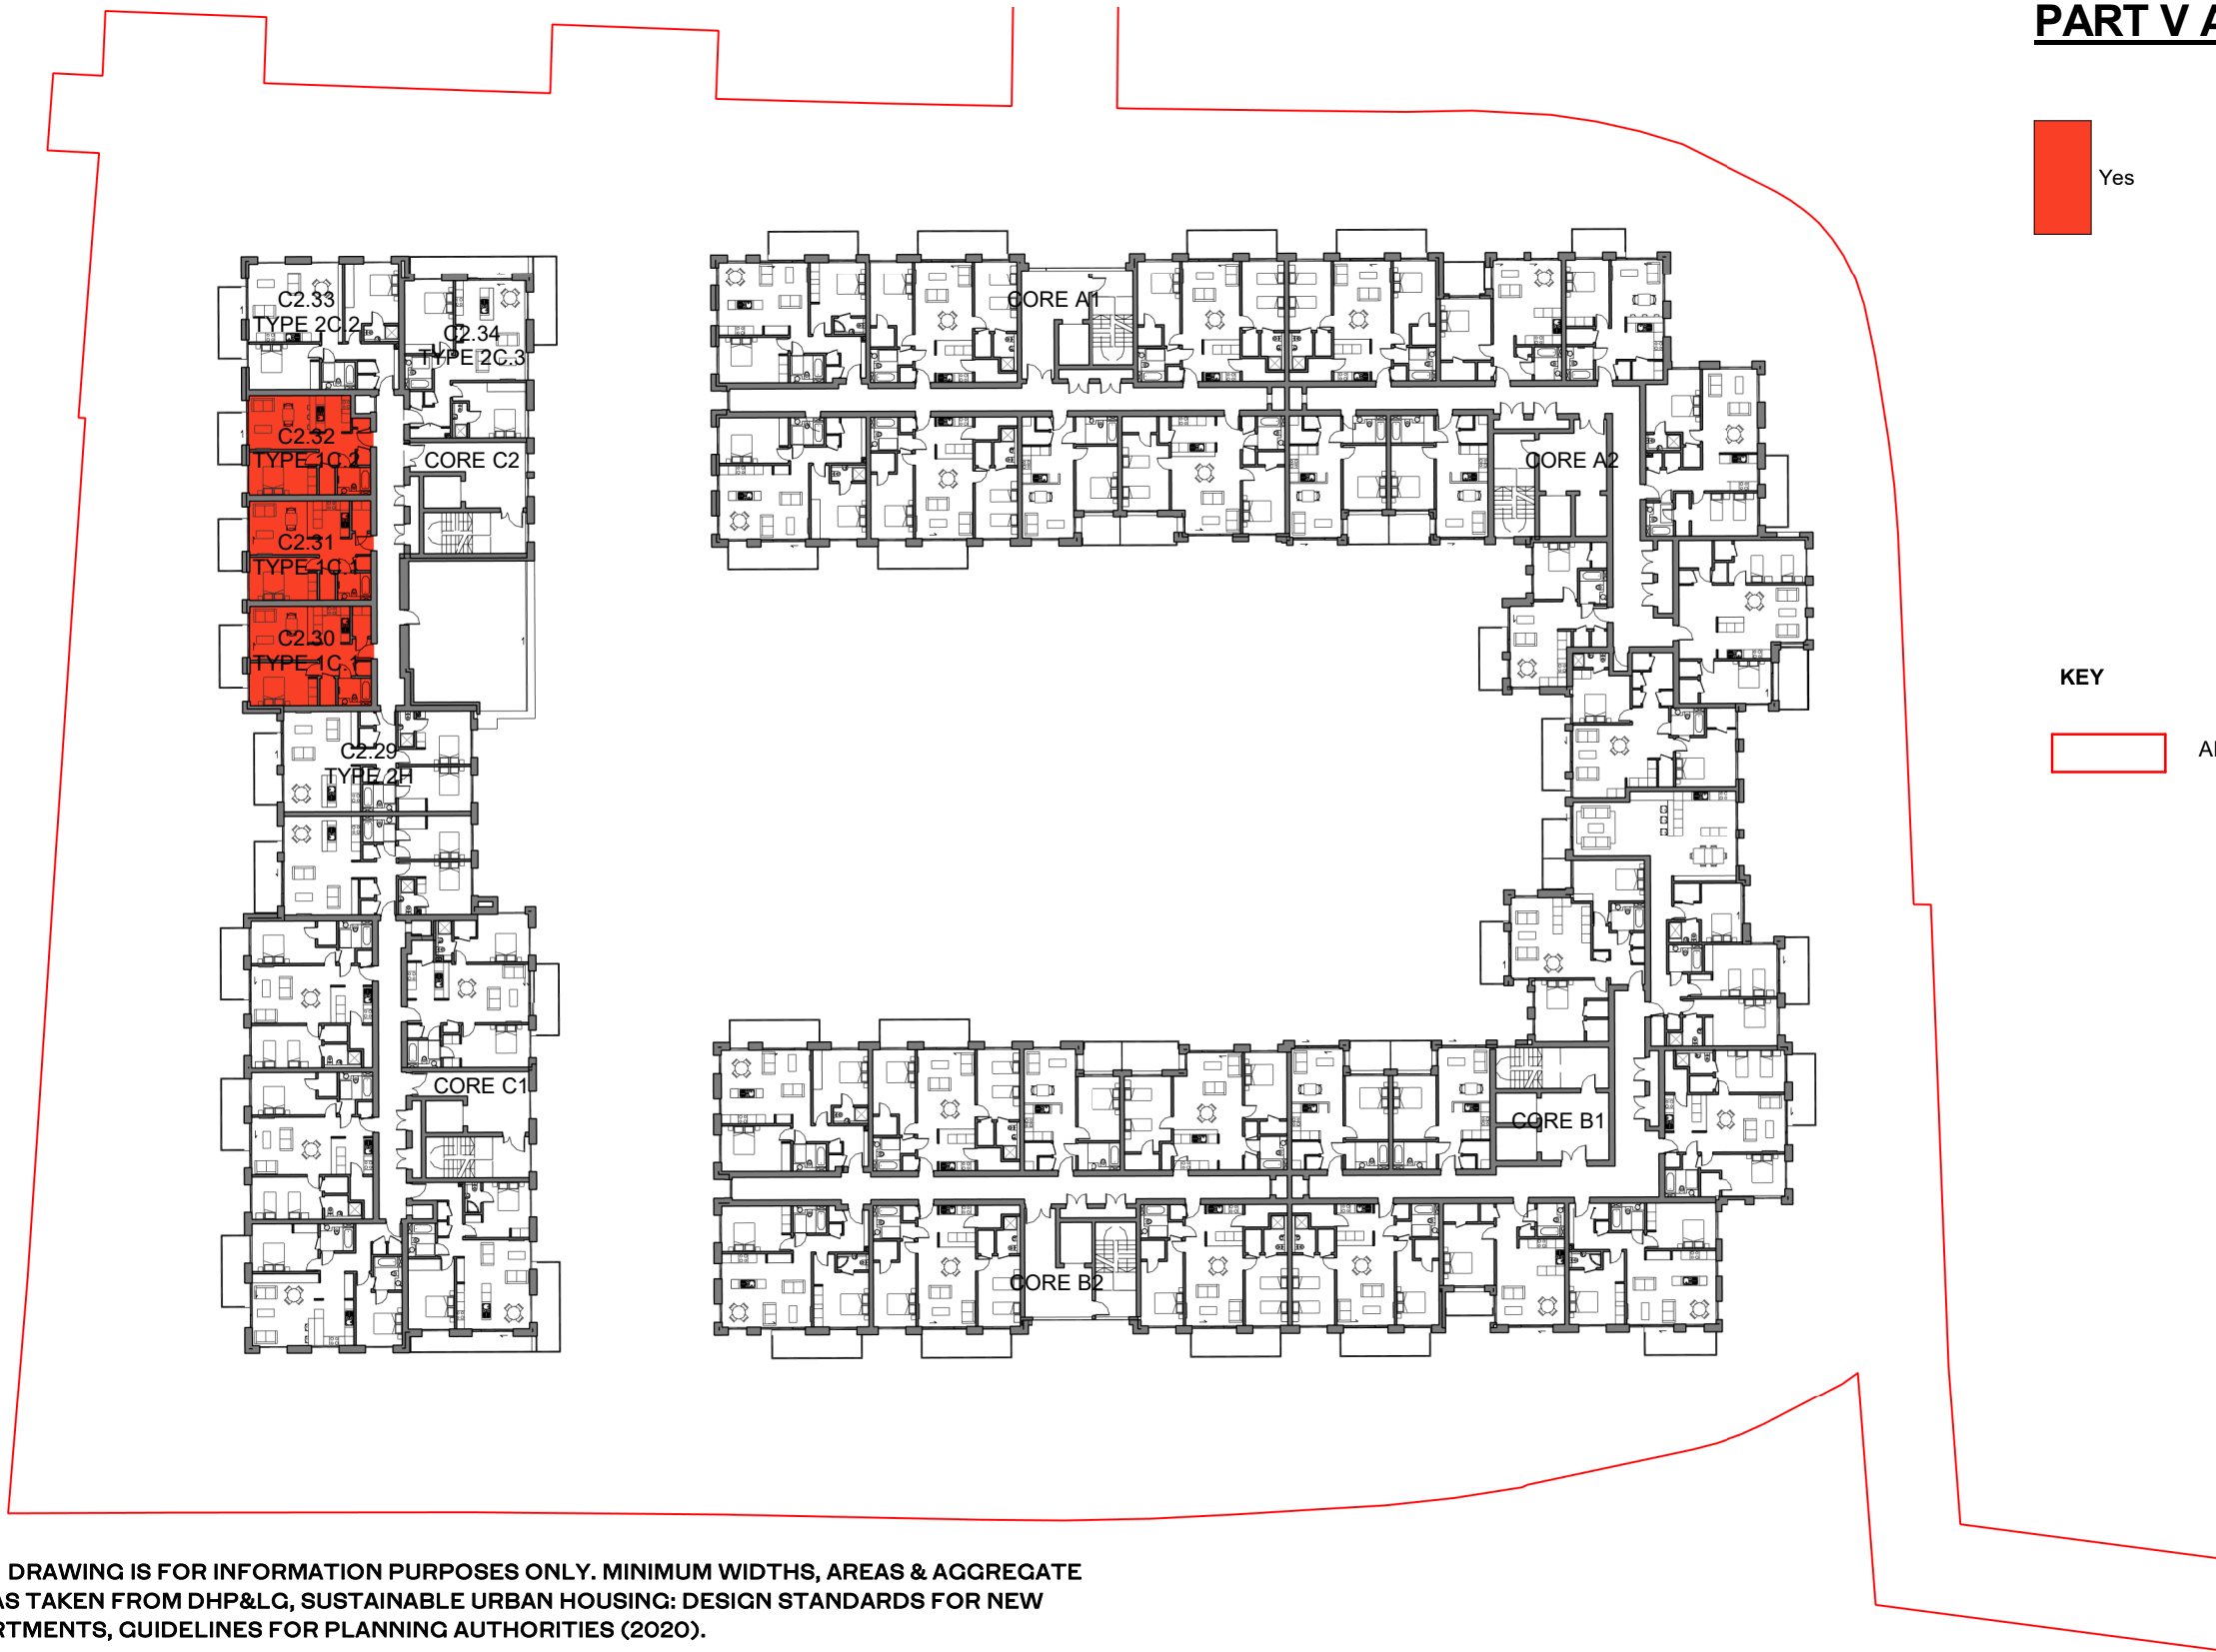 PART V A
Yes
CORE A1
C2.33
TYPE 2C.2
C2.34
TYPE 2C.3
C2.32
TYPE 1C.2
CORE C2
CORE A2
C2.31
TYPE 1C.1
C2.30
TYPE 1C.1
KEY
C2.29
TYPE 2H
CORE C1
CORE B1
CORE B2
DRAWING IS FOR INFORMATION PURPOSES ONLY. MINIMUM WIDTHS, AREAS & AGGREGATE
AS TAKEN FROM DHP&LG, SUSTAINABLE URBAN HOUSING: DESIGN STANDARDS FOR NEW
RTMENTS, GUIDELINES FOR PLANNING AUTHORITIES (2020).